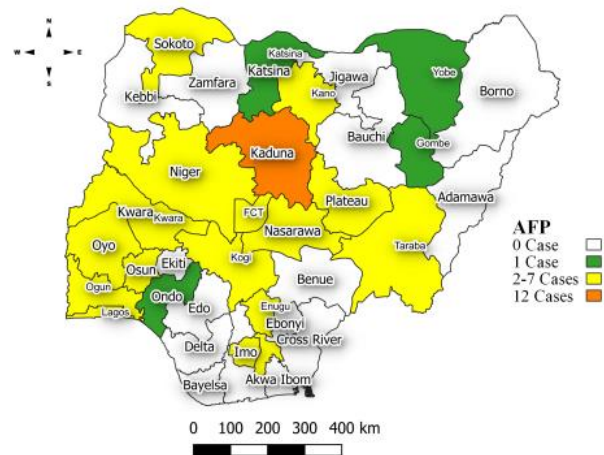 N
W E
S
Sokoto
Katsina
Katsina
Zamfara
Jigawa
Yobe
Kebbi
Kano
Borno
Bauchi
Gombe
Kaduna
Niger
Adamawa
Plateau
Kwara
Kwara
FCT
Nasarawa
Taraba
Oyo
Kogi
Osun
Ekiti
Benue
Ogun
Ondo
Edo
Enugu
Lagos
Ebonyi
Cross River
Delta
Imo
Bayelsa
Akwa Ibom
AFP
0 Case
1 Case
2-7 Cases
12 Cases
0 100 200 300 400 km